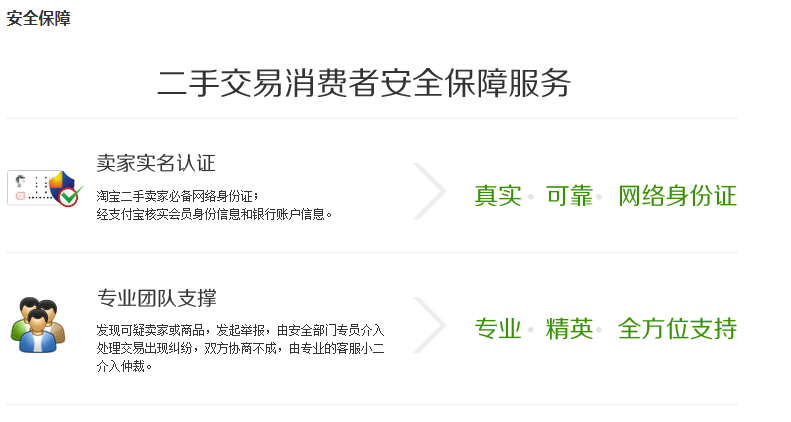 安全保障
二手交易消费者安全保障服务
卖家实名认证
淘宝二手卖家必备网络身份证；
经支付宝核实会员身份信息和银行账户信息。
真实 • 可靠 • 网络身份证
专业团队支撑
发现可疑卖家或商品，发起举报，由安全部门专员介入
处理交易出现纠纷，双方协商不成，由专业的客服小二
介入仲裁。
专业 • 精英 • 全方位支持